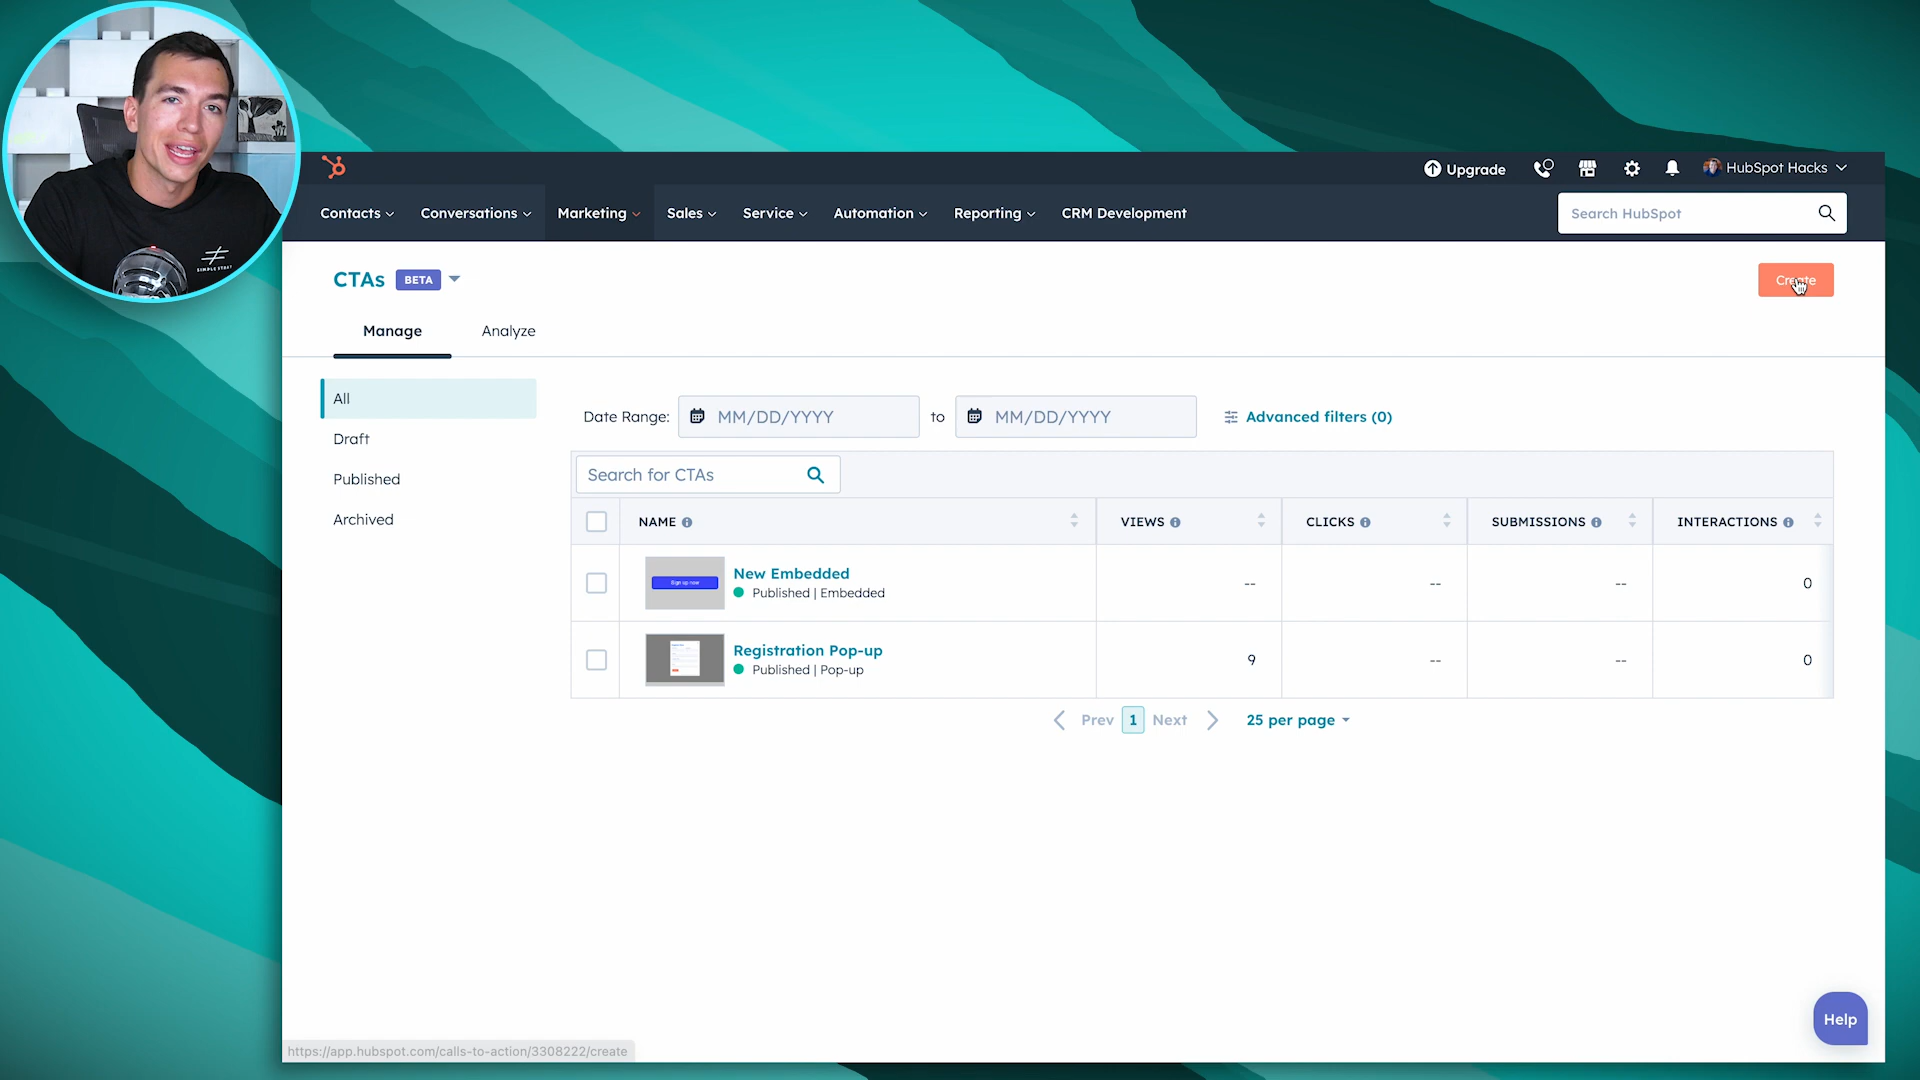 Upgrade
HubSpot Hacks
Contacts
Conversations
Marketing
Sales
Service
Automation
Reporting
CRM Development
Search HubSpot
CTAs BETA
Create
Manage
Analyze
All
Draft
Published
Archived
Date Range: MM/DD/YYYY to MM/DD/YYYY Advanced filters (0)
Search for CTAs
NAME VIEWS CLICKS SUBMISSIONS INTERACTIONS
Sign up now
New Embedded
Published | Embedded
-- -- -- 0
Registration Pop-up
Published | Pop-up
9 -- -- 0
Prev 1 Next 25 per page
Help
https://app.hubspot.com/calls-to-action/3308222/create